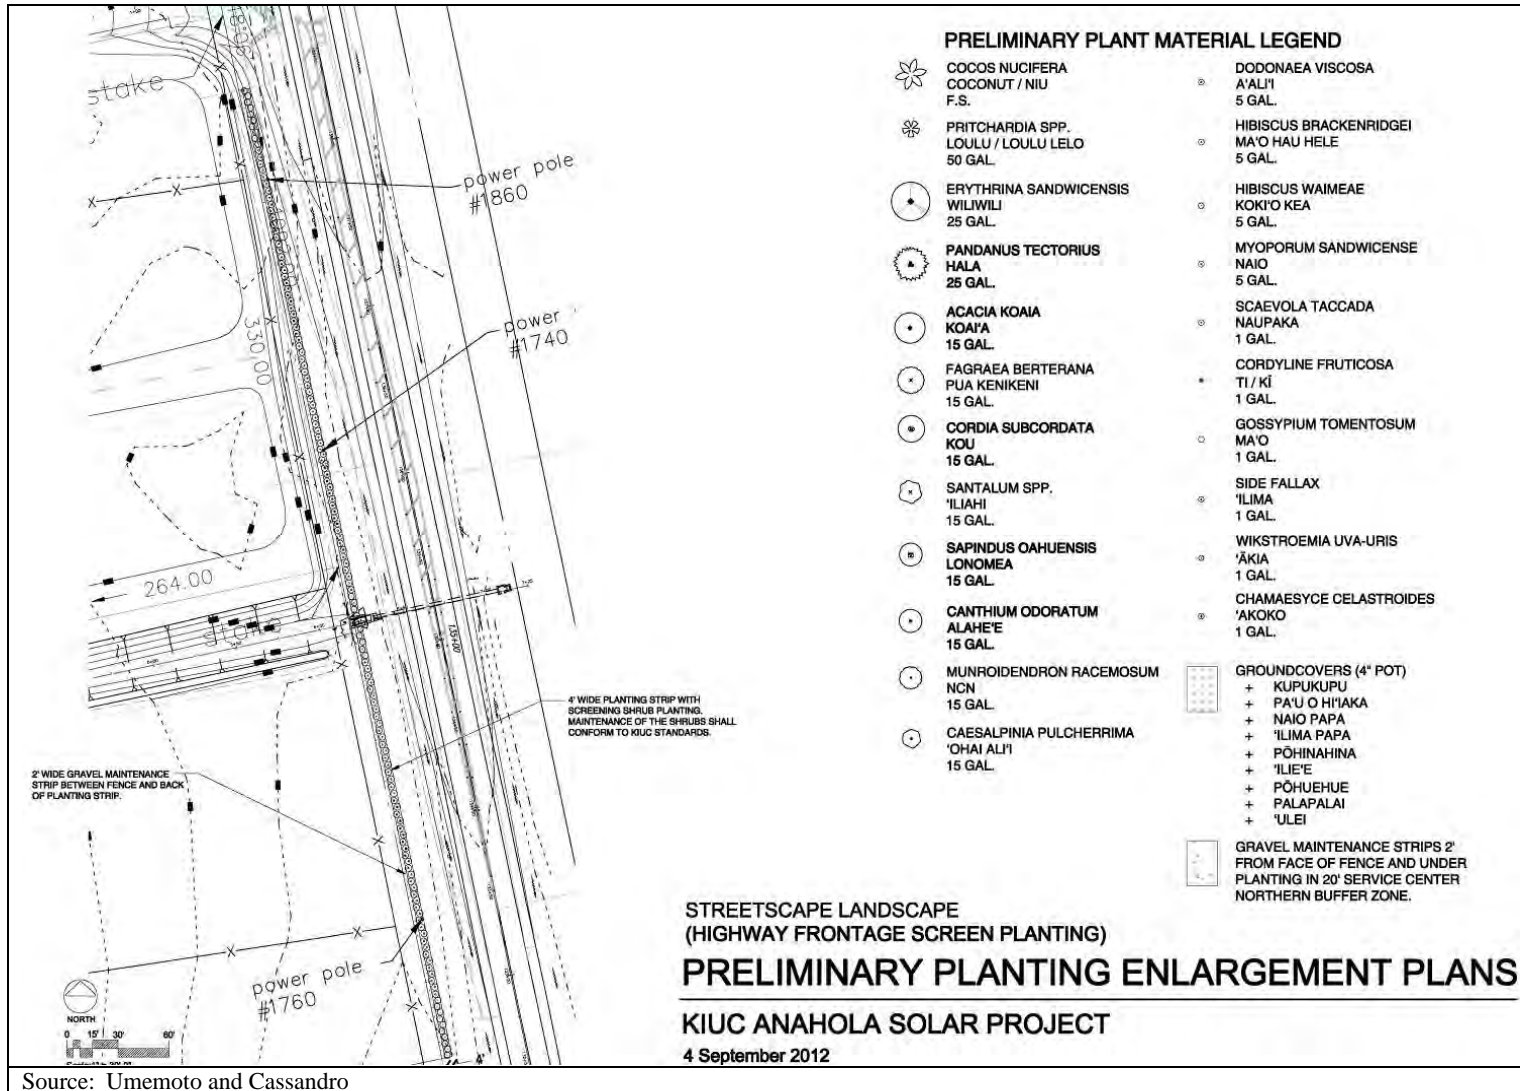 stake
power pole
#1860
power
#1740
330.00
264.00
135+00
4' WIDE PLANTING STRIP WITH
SCREENING SHRUB PLANTING.
MAINTENANCE OF THE SHRUBS SHALL
CONFORM TO KIUC STANDARDS.
2' WIDE GRAVEL MAINTENANCE
STRIP BETWEEN FENCE AND BACK
OF PLANTING STRIP.
power pole
#1760
NORTH
0 15' 30' 60'
4'
PRELIMINARY PLANT MATERIAL LEGEND
COCOS NUCIFERA
COCONUT / NIU
F.S.
PRITCHARDIA SPP.
LOULU / LOULU LELO
50 GAL.
ERYTHRINA SANDWICENSIS
WILIWILI
25 GAL.
PANDANUS TECTORIUS
HALA
25 GAL.
ACACIA KOAIA
KOAI'A
15 GAL.
FAGRAEA BERTERANA
PUA KENIKENI
15 GAL.
CORDIA SUBCORDATA
KOU
15 GAL.
SANTALUM SPP.
'ILIAHI
15 GAL.
SAPINDUS OAHUENSIS
LONOMEA
15 GAL.
CANTHIUM ODORATUM
ALAHE'E
15 GAL.
MUNROIDENDRON RACEMOSUM
NCN
15 GAL.
CAESALPINIA PULCHERRIMA
'OHAI ALI'I
15 GAL.
DODONAEA VISCOSA
A'ALI'I
5 GAL.
HIBISCUS BRACKENRIDGEI
MA'O HAU HELE
5 GAL.
HIBISCUS WAIMEAE
KOKI'O KEA
5 GAL.
MYOPORUM SANDWICENSE
NAIO
5 GAL.
SCAEVOLA TACCADA
NAUPAKA
1 GAL.
CORDYLINE FRUTICOSA
TI / KĪ
1 GAL.
GOSSYPIUM TOMENTOSUM
MA'O
1 GAL.
SIDE FALLAX
'ILIMA
1 GAL.
WIKSTROEMIA UVA-URIS
'ĀKIA
1 GAL.
CHAMAESYCE CELASTROIDES
'AKOKO
1 GAL.
GROUNDCOVERS (4" POT)
+ KUPUKUPU
+ PA'U O HI'IAKA
+ NAIO PAPA
+ 'ILIMA PAPA
+ PŌHINAHINA
+ 'ILIE'E
+ PŌHUEHUE
+ PALAPALAI
+ 'ULEI
GRAVEL MAINTENANCE STRIPS 2'
FROM FACE OF FENCE AND UNDER
PLANTING IN 20' SERVICE CENTER
NORTHERN BUFFER ZONE.
STREETSCAPE LANDSCAPE
(HIGHWAY FRONTAGE SCREEN PLANTING)
PRELIMINARY PLANTING ENLARGEMENT PLANS
KIUC ANAHOLA SOLAR PROJECT
4 September 2012
Source: Umemoto and Cassandro